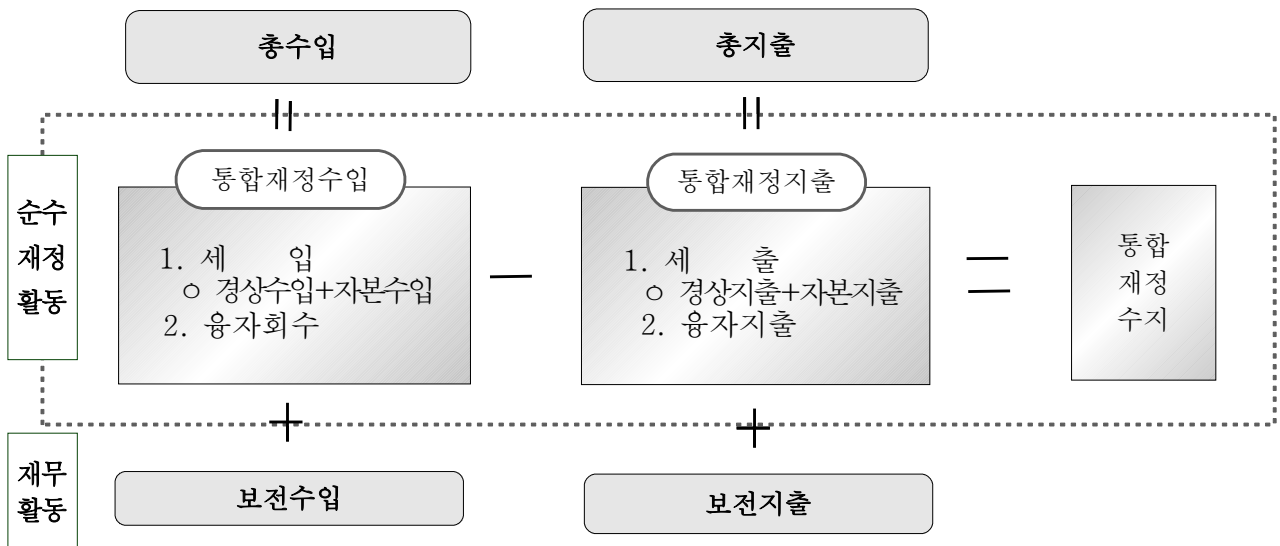 총수입
총지출
순수
재정
활동
통합재정수입
1. 세 입
ㅇ 경상수입+자본수입
2. 융자회수
통합재정지출
1. 세 출
ㅇ 경상지출+자본지출
2. 융자지출
통합
재정
수지
재무
활동
보전수입
보전지출